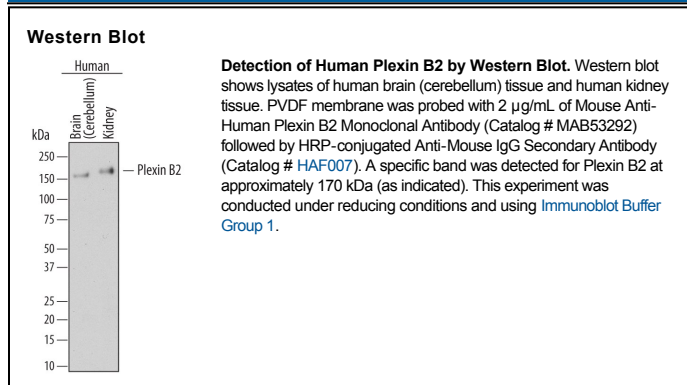 Western Blot
Human
Brain
(Cerebellum)
Kidney
kDa
250
150
100
75
50
37
25
20
15
10
Plexin B2
Detection of Human Plexin B2 by Western Blot. Western blot
shows lysates of human brain (cerebellum) tissue and human kidney
tissue. PVDF membrane was probed with 2 µg/mL of Mouse Anti-
Human Plexin B2 Monoclonal Antibody (Catalog # MAB53292)
followed by HRP-conjugated Anti-Mouse IgG Secondary Antibody
(Catalog # HAF007). A specific band was detected for Plexin B2 at
approximately 170 kDa (as indicated). This experiment was
conducted under reducing conditions and using Immunoblot Buffer
Group 1.